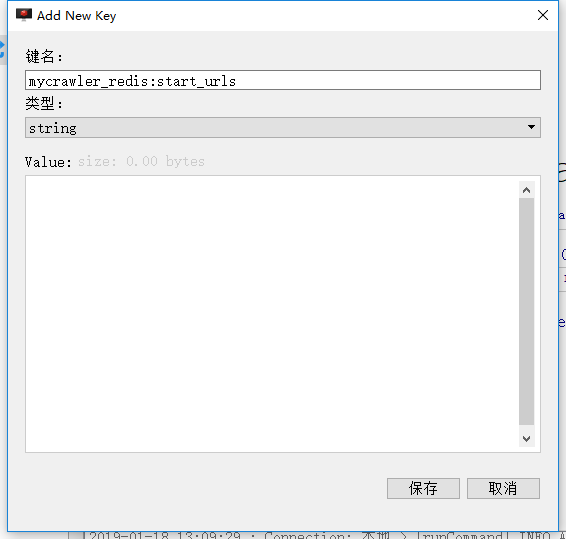 Add New Key
键名：
mycrawler_redis:start_urls
类型：
string
Value: size: 0.00 bytes
保存 取消
2019-01-18 13:09:29 : Connection: 本地 > [runCommand] INFO